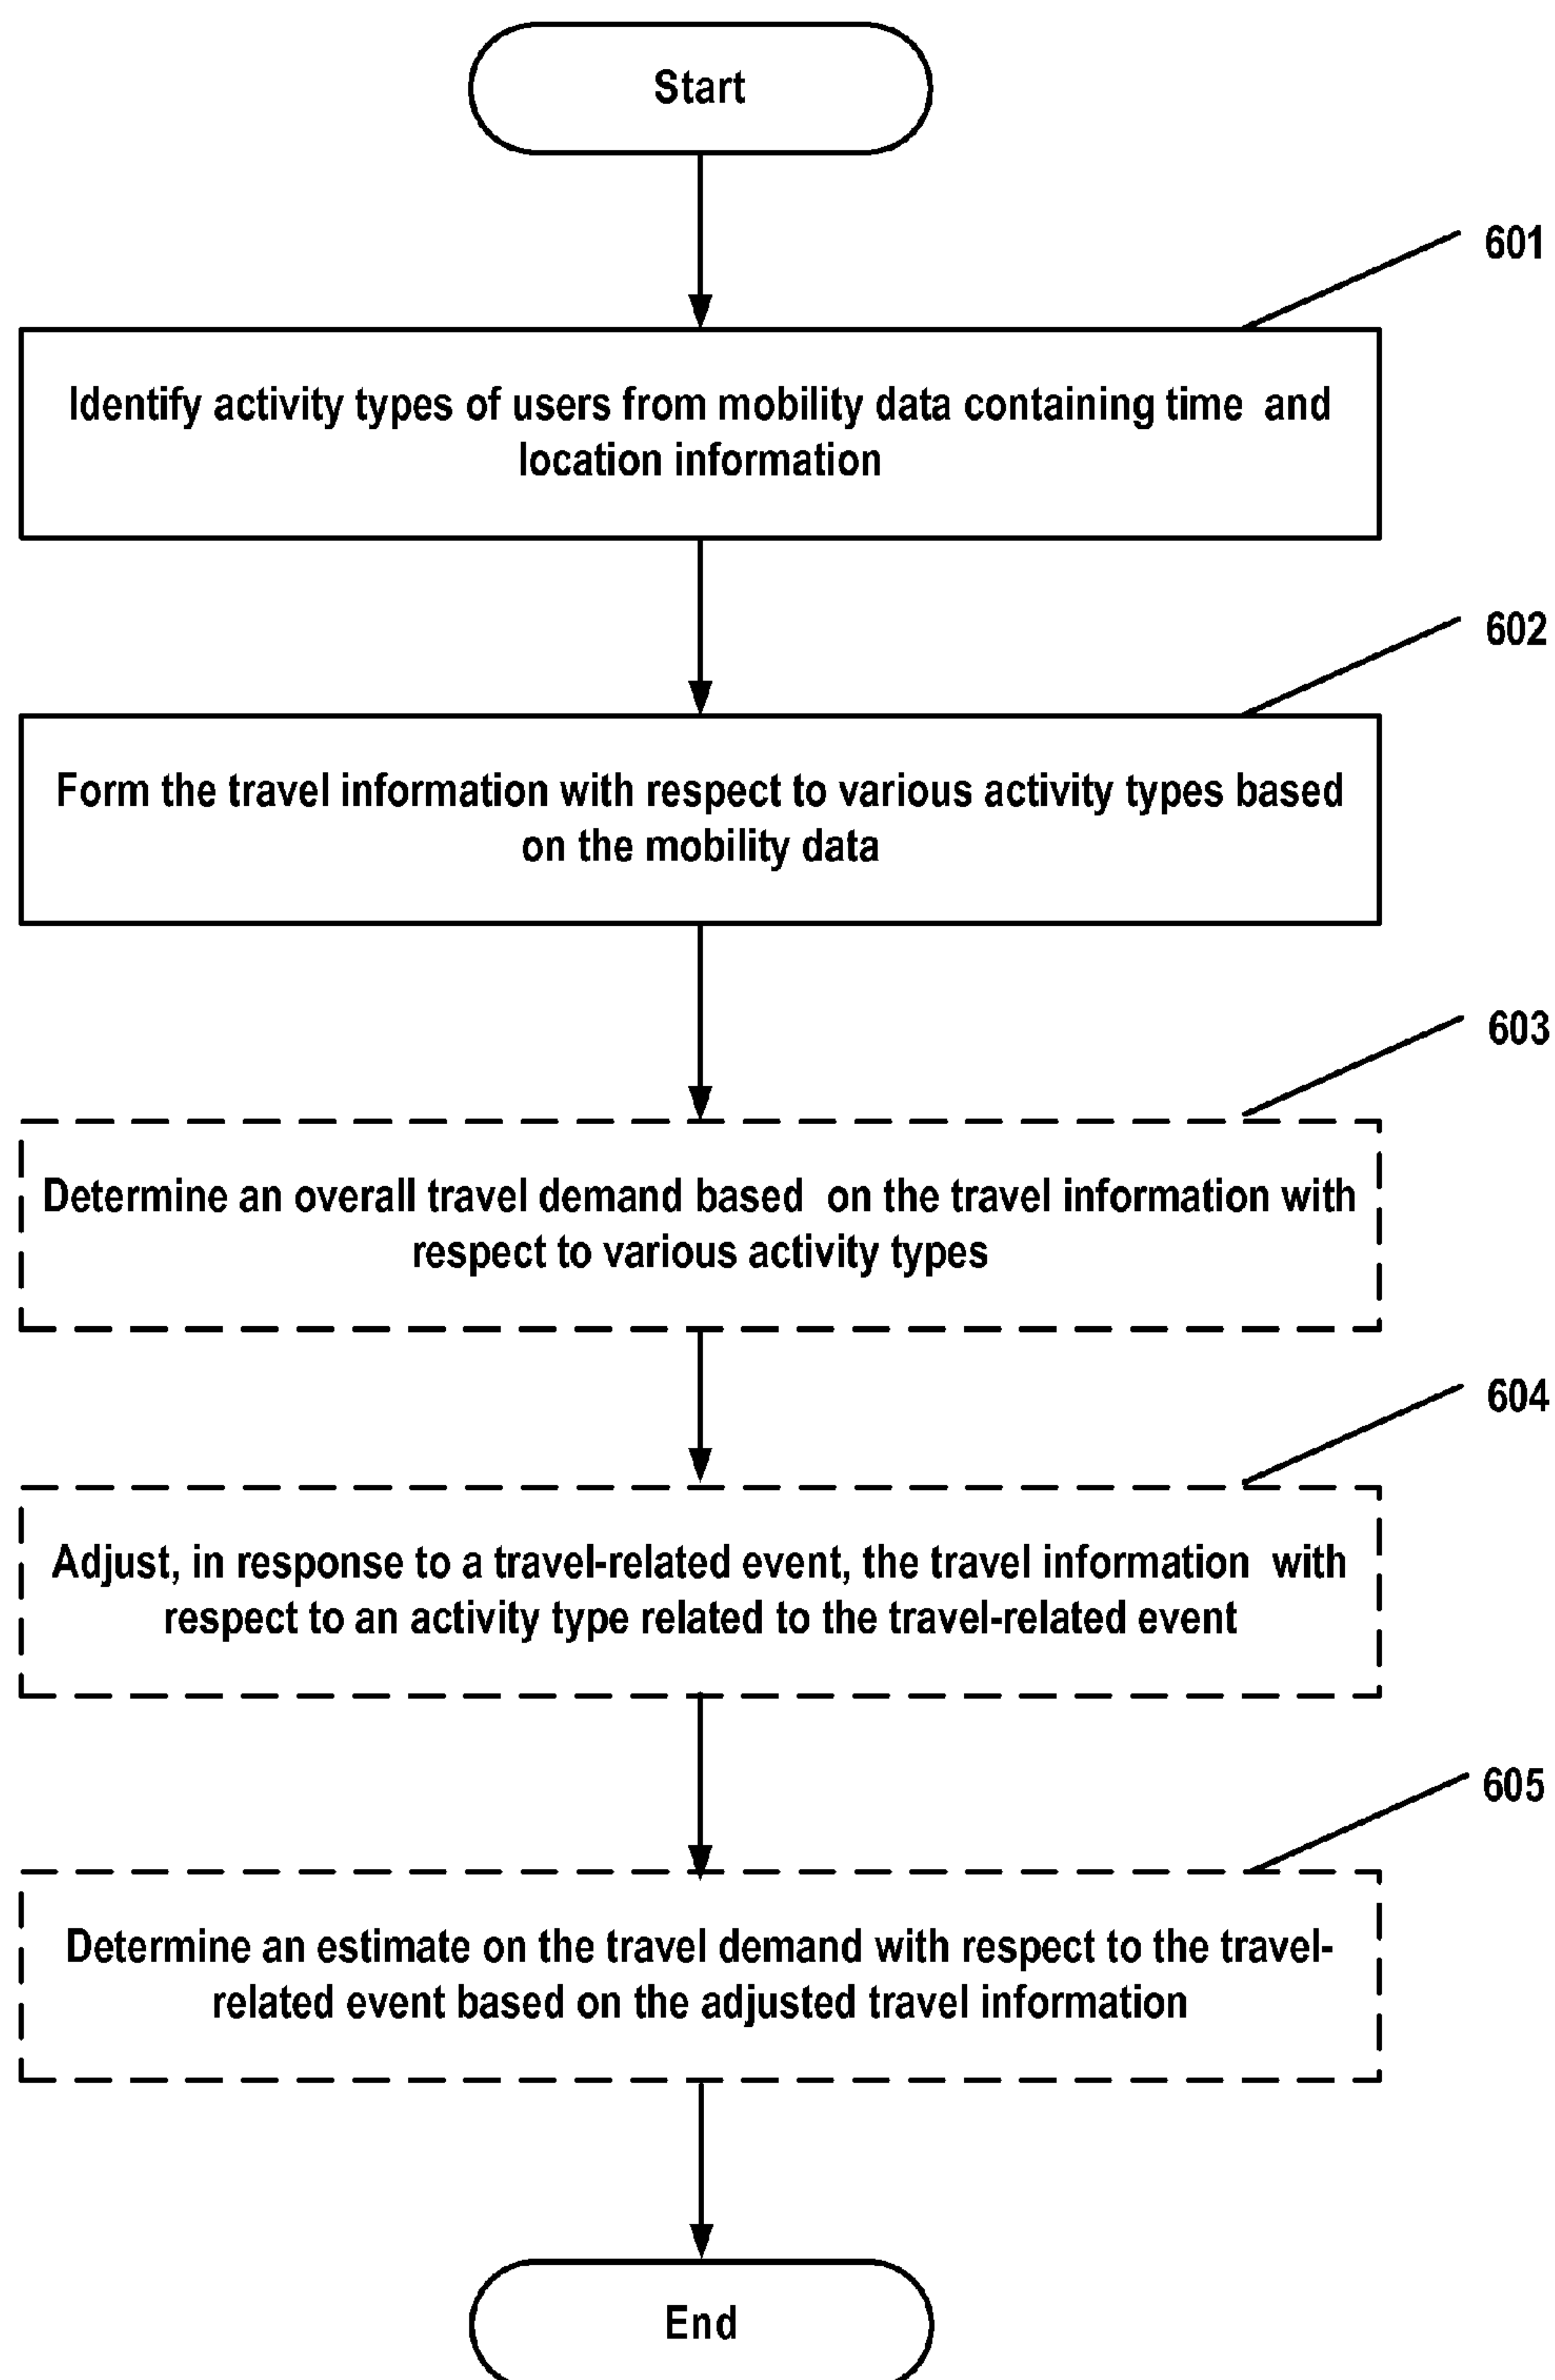 Start
601
Identify activity types of users from mobility data containing time and
location information
602
Form the travel information with respect to various activity types based
on the mobility data
603
Determine an overall travel demand based on the travel information with
respect to various activity types
604
Adjust, in response to a travel-related event, the travel information with
respect to an activity type related to the travel-related event
605
Determine an estimate on the travel demand with respect to the travel-
related event based on the adjusted travel information
End